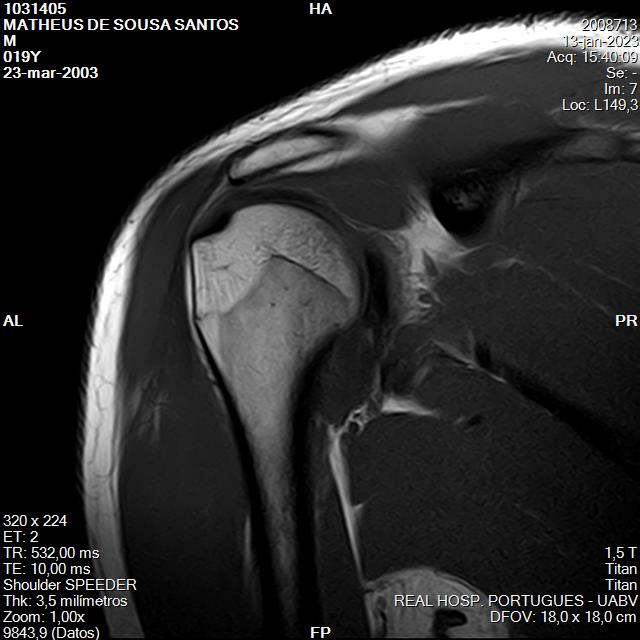 1031405
MATHEUS DE SOUSA SANTOS
M
019Y
23-mar-2003
HA
2008713
13-jan-2023
Acq: 15:40:09
Se: -
Im: 7
Loc: L149,3
AL
PR
320 x 224
ET: 2
TR: 532,00 ms
TE: 10,00 ms
Shoulder SPEEDER
Thk: 3,5 milímetros
Zoom: 1,00x
9843,9 (Datos)
FP
1,5 T
Titan
Titan
REAL HOSP. PORTUGUES - UABV
DFOV: 18,0 x 18,0 cm